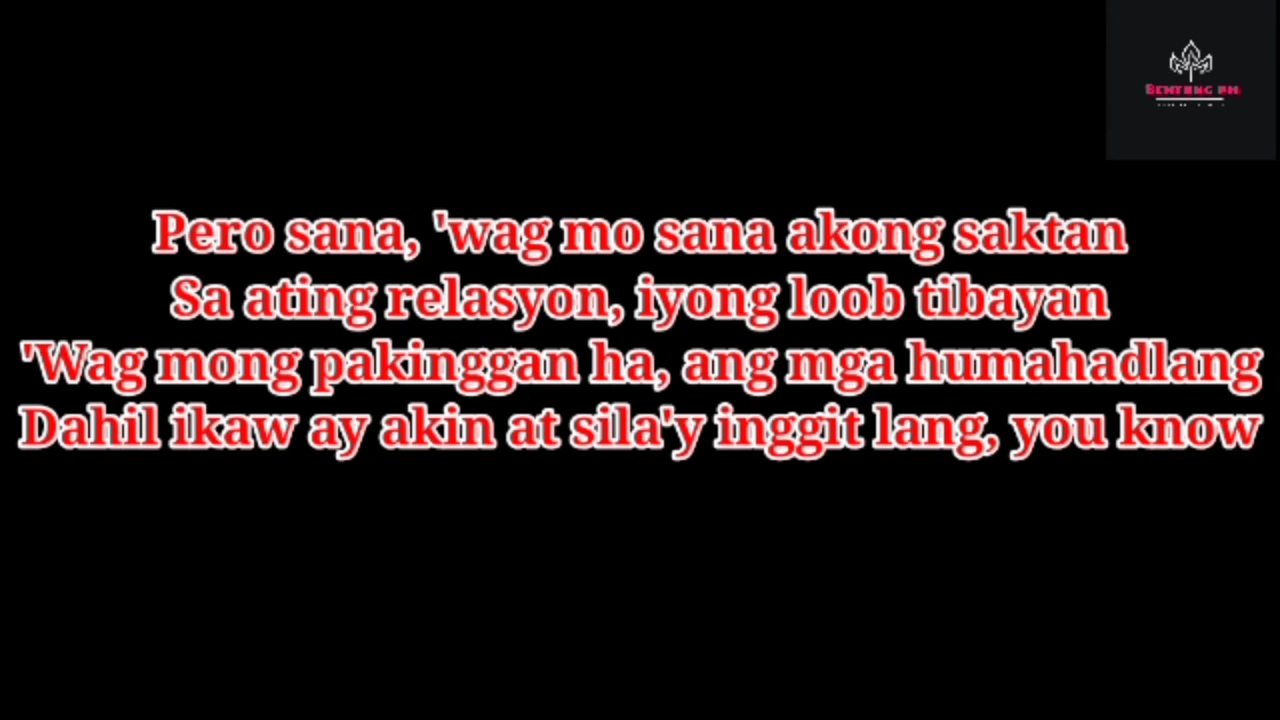 Pero sana, 'wag mo sana akong saktan
Sa ating relasyon, iyong loob tibayan
'Wag mong pakinggan ha, ang mga humahadlang
Dahil ikaw ay akin at sila'y inggit lang, you know